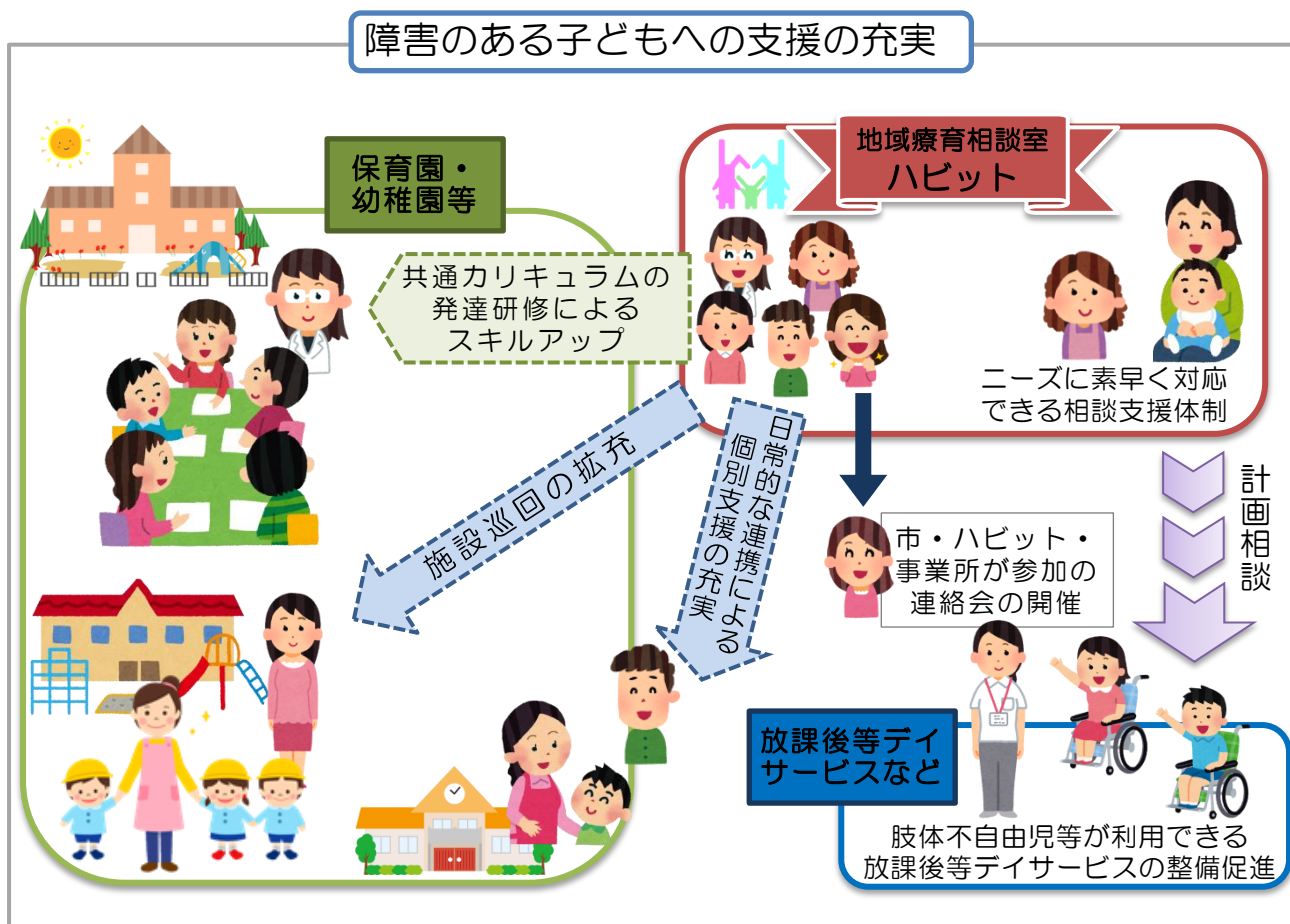 障害のある子どもへの支援の充実
保育園・
幼稚園等
地域療育相談室
ハビット
共通カリキュラムの
発達研修による
スキルアップ
ニーズに素早く対応
できる相談支援体制
施設巡回の拡充
日常的な連携による
個別支援の充実
計画相談
市・ハビット・
事業所が参加の
連絡会の開催
放課後等デイ
サービスなど
肢体不自由児等が利用できる
放課後等デイサービスの整備促進